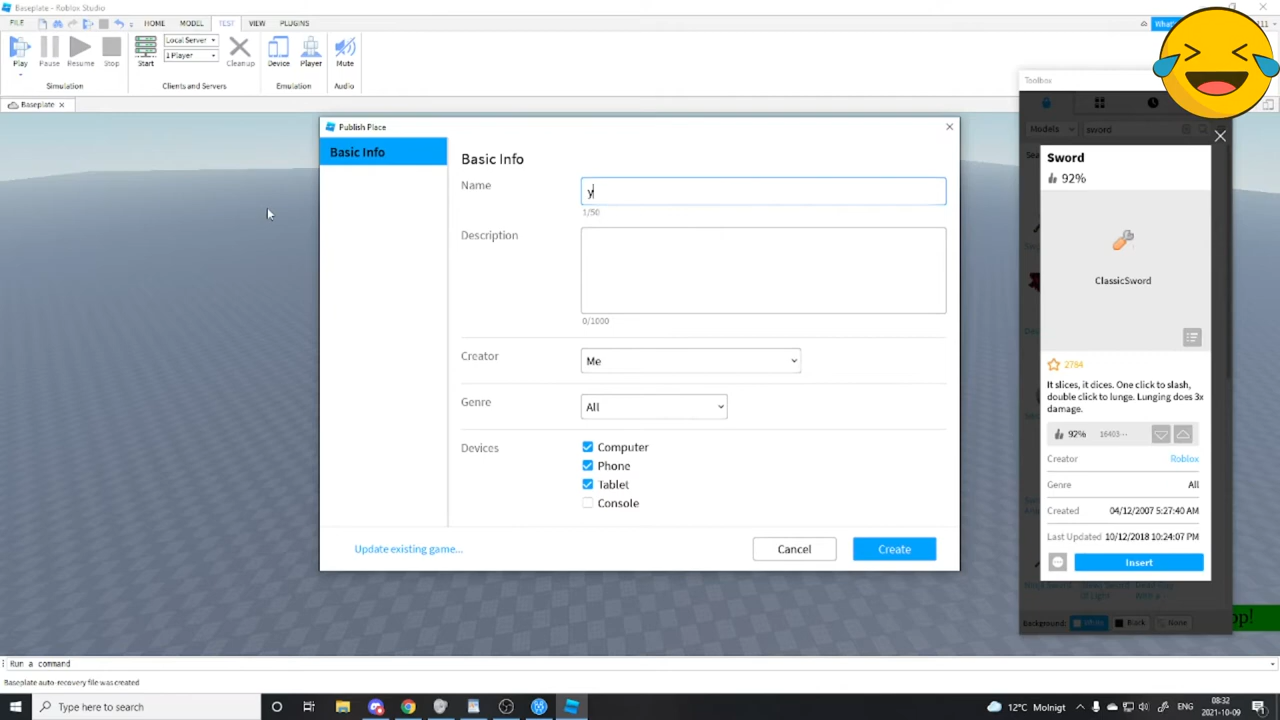 Baseplate - Roblox Studio
FILE HOME MODEL TEST VIEW PLUGINS
Play Pause Resume Stop
Simulation
Start
Local Server
1 Player
Cleanup
Clients and Servers
Device Player
Emulation
Mute
Audio
Baseplate
Publish Place
Basic Info
Basic Info
Name
y
1/50
Description
0/1000
Creator
Me
Genre
All
Devices
Computer
Phone
Tablet
Console
Update existing game...
Cancel
Create
Toolbox
Models
sword
Sword
92%
ClassicSword
2784
It slices, it dices. One click to slash,
double click to lunge. Lunging does 3x
damage.
92% 16403...
Creator Roblox
Genre All
Created 04/12/2007 5:27:40 AM
Last Updated 10/12/2018 10:24:07 PM
Insert
Background: White Black None
Run a command
Baseplate auto-recovery file was created
Type here to search
12°C Molnigt
08:32
2021-10-09